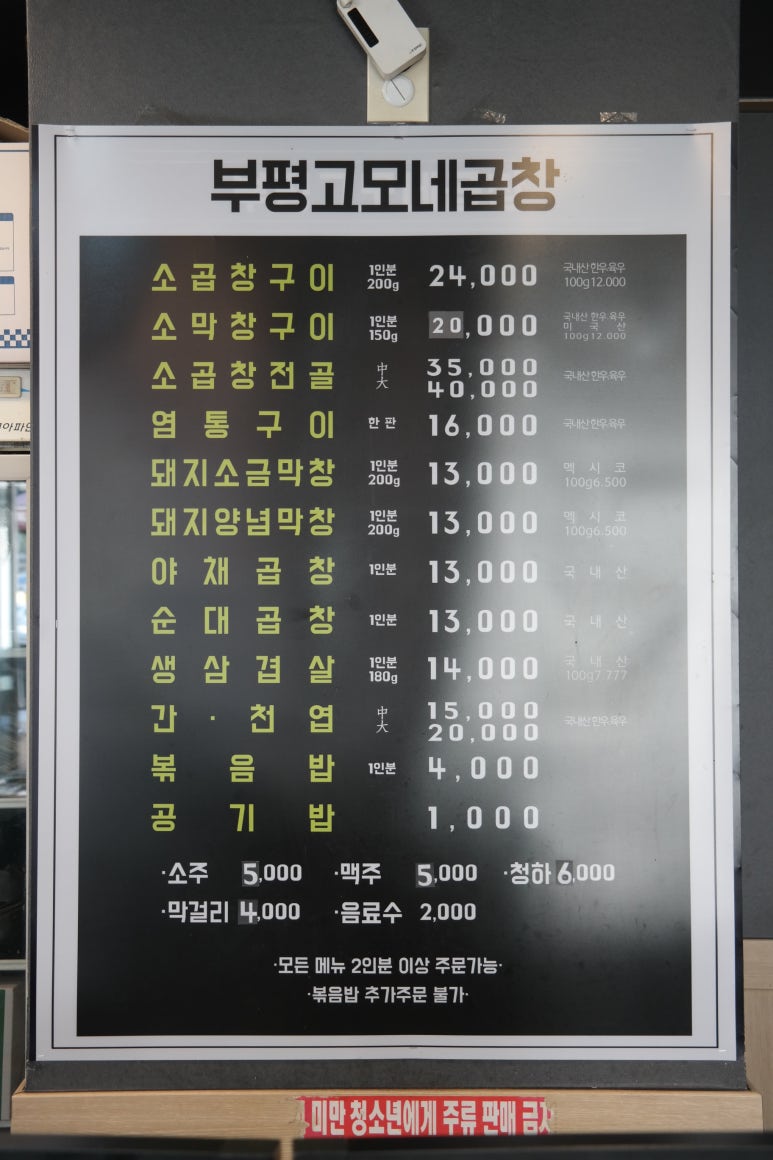 부평고모네곱창
소곱창구이 1인분 200g 24,000 국내산 한우.육우 100g12.000
소막창구이 1인분 150g 20,000 국내산 한우.육우 미국산 100g12.000
소곱창전골 中 35,000 국내산 한우.육우
大 40,000
염통구이 한판 16,000 국내산 한우.육우
돼지소금막창 1인분 200g 13,000 멕시코 100g6.500
돼지양념막창 1인분 200g 13,000 멕시코 100g6.500
야채곱창 1인분 13,000 국내산
순대곱창 1인분 13,000 국내산
생삼겹살 1인분 180g 14,000 국내산 100g7.777
간·천엽 中 15,000 국내산 한우.육우
大 20,000
볶음밥 1인분 4,000
공기밥 1,000
·소주 5,000 ·맥주 5,000 ·청하 6,000
·막걸리 4,000 ·음료수 2,000
·모든 메뉴 2인분 이상 주문가능·
·볶음밥 추가주문 불가·
미만 청소년에게 주류 판매 금지